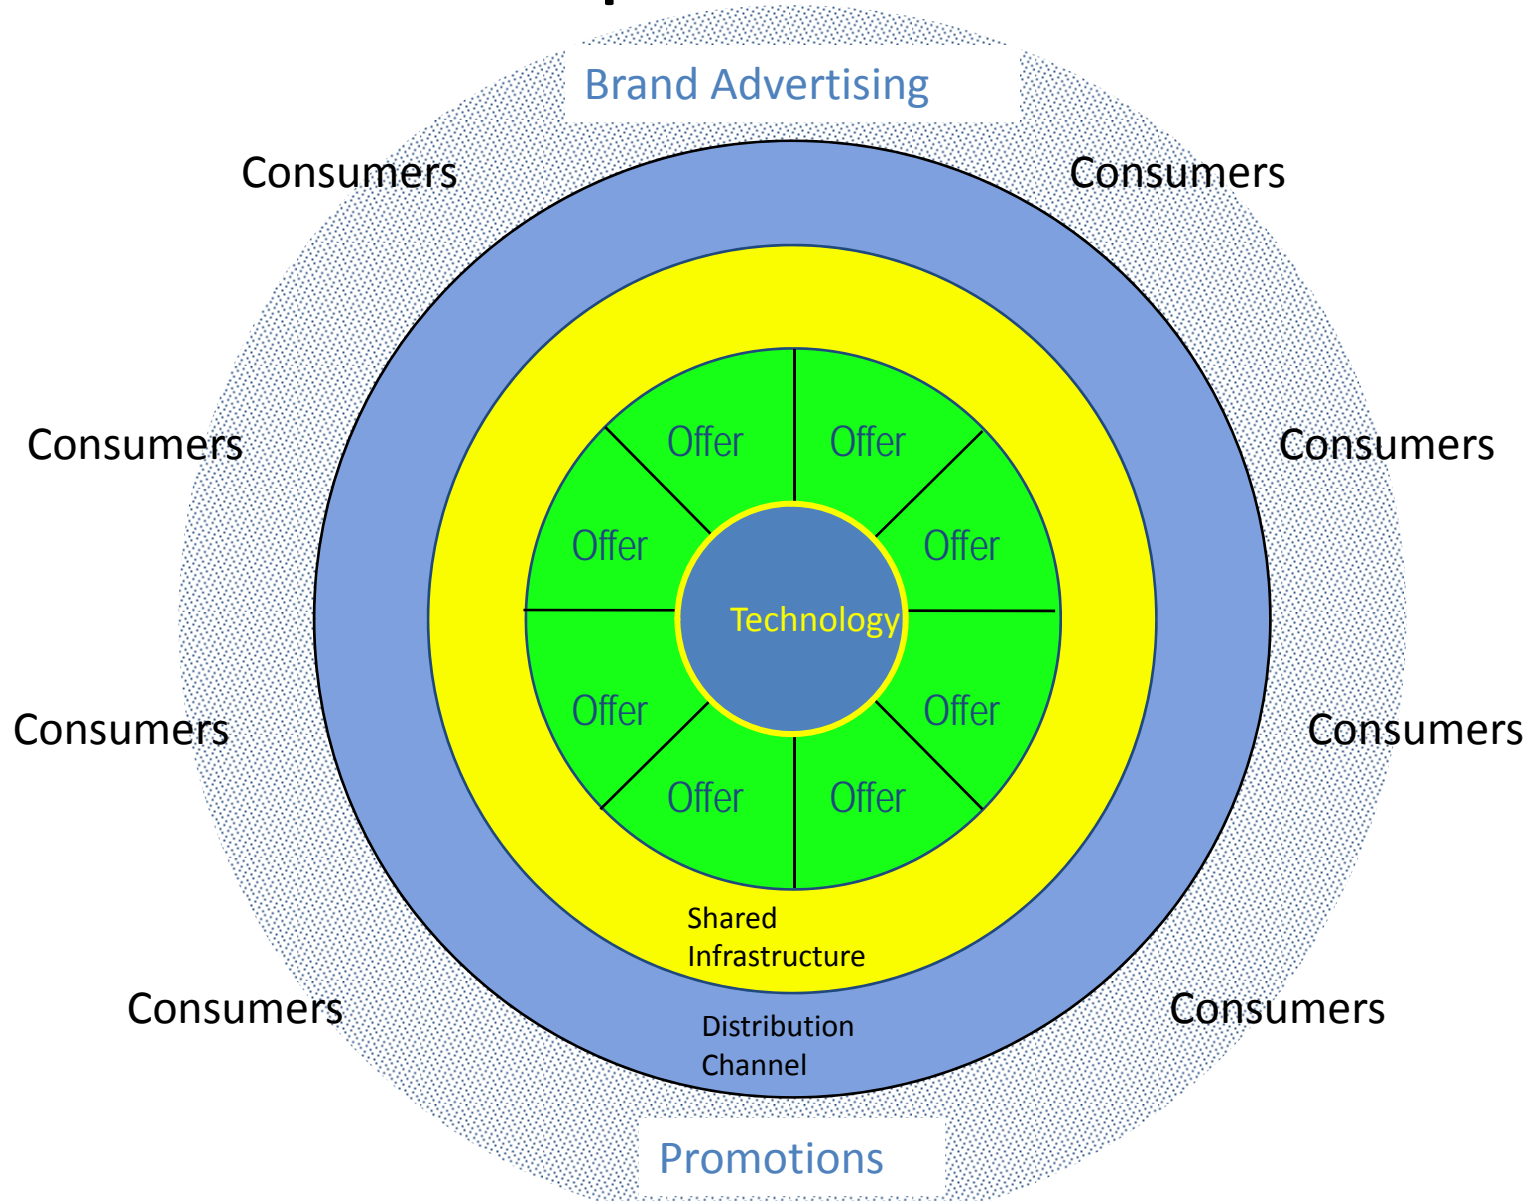 Brand Advertising
Consumers Consumers
Offer Offer
Consumers Consumers
Offer Offer
Technology
Offer Offer
Consumers Consumers
Offer Offer
Shared
Infrastructure
Consumers Consumers
Distribution
Channel
Promotions